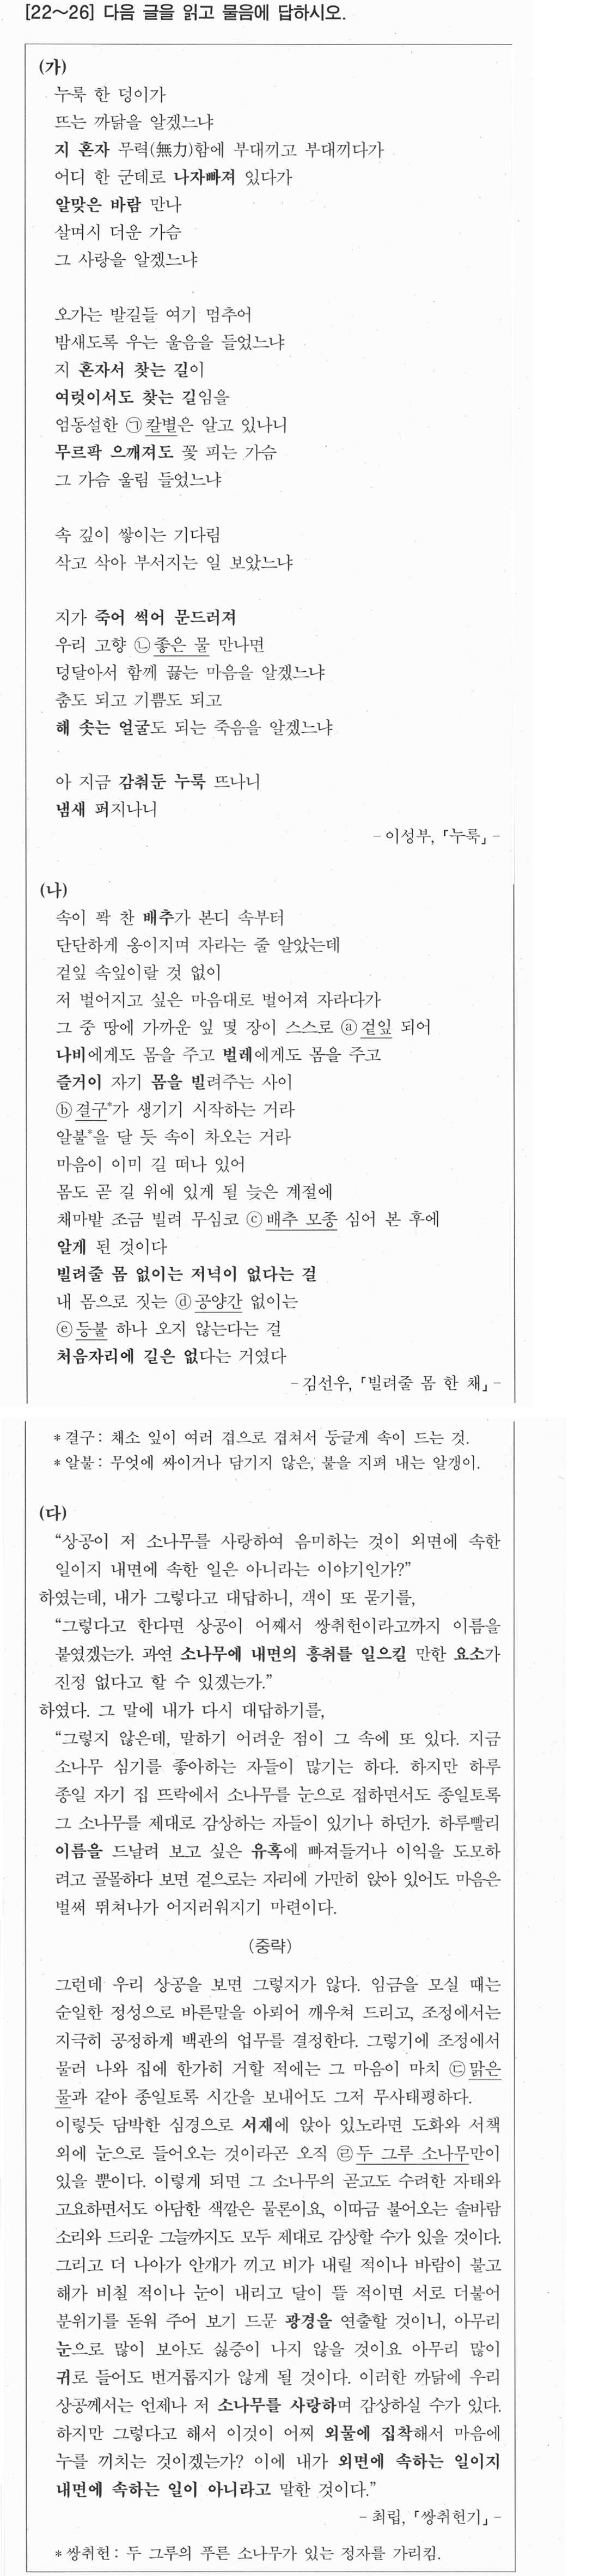 [22~26] 다음 글을 읽고 물음에 답하시오.
(가)
누룩 한 덩이가
뜨는 까닭을 알겠느냐
지 혼자 무력(無力)함에 부대끼고 부대끼다가
어디 한 군데로 나자빠져 있다가
알맞은 바람 만나
살며시 더운 가슴
그 사랑을 알겠느냐
오가는 발길들 여기 멈추어
밤새도록 우는 울음을 들었느냐
지 혼자서 찾는 길이
여럿이서도 찾는 길임을
엄동설한 ㉠칼별은 알고 있나니
무르팍 으깨져도 꽃 피는 가슴
그 가슴 울림 들었느냐
속 깊이 쌓이는 기다림
삭고 삭아 부서지는 일 보았느냐
지가 죽어 썩어 문드러져
우리 고향 ㉡좋은 물 만나면
덩달아서 함께 끓는 마음을 알겠느냐
춤도 되고 기쁨도 되고
해 솟는 얼굴도 되는 죽음을 알겠느냐
아 지금 감춰둔 누룩 뜨나니
냄새 퍼지나니
- 이성부, 「누룩」 -
(나)
속이 꽉 찬 배추가 본디 속부터
단단하게 옹이지며 자라는 줄 알았는데
겉잎 속잎이랄 것 없이
저 벌어지고 싶은 마음대로 벌어져 자라다가
그 중 땅에 가까운 잎 몇 장이 스스로 ⓐ겉잎 되어
나비에게도 몸을 주고 벌레에게도 몸을 주고
즐거이 자기 몸을 빌려주는 사이
ⓑ결구*가 생기기 시작하는 거라
알불*을 달 듯 속이 차오는 거라
마음이 이미 길 떠나 있어
몸도 곧 길 위에 있게 될 늦은 계절에
채마밭 조금 빌려 무심코 ⓒ배추 모종 심어 본 후에
알게 된 것이다
빌려줄 몸 없이는 저녁이 없다는 걸
내 몸으로 짓는 ⓓ공양간 없이는
ⓔ등불 하나 오지 않는다는 걸
처음자리에 길은 없다는 거였다
- 김선우, 「빌려줄 몸 한 채」 -
* 결구: 채소 잎이 여러 겹으로 겹쳐서 둥글게 속이 드는 것.
* 알불: 무엇에 싸이거나 담기지 않은, 불을 지펴 내는 알갱이.
(다)
“상공이 저 소나무를 사랑하여 음미하는 것이 외면에 속한
일이지 내면에 속한 일은 아니라는 이야기인가?”
하였는데, 내가 그렇다고 대답하니, 객이 또 묻기를,
“그렇다고 한다면 상공이 어째서 쌍취헌이라고까지 이름을
붙였겠는가. 과연 소나무에 내면의 흥취를 일으킬 만한 요소가
진정 없다고 할 수 있겠는가.”
하였다. 그 말에 내가 다시 대답하기를,
“그렇지 않은데, 말하기 어려운 점이 그 속에 또 있다. 지금
소나무 심기를 좋아하는 자들이 많기는 하다. 하지만 하루
종일 자기 집 뜨락에서 소나무를 눈으로 접하면서도 종일토록
그 소나무를 제대로 감상하는 자들이 있기나 하던가. 하루빨리
이름을 드날려 보고 싶은 유혹에 빠져들거나 이익을 도모하
려고 골몰하다 보면 겉으로는 자리에 가만히 앉아 있어도 마음은
벌써 뛰쳐나가 어지러워지기 마련이다.
(중략)
그런데 우리 상공을 보면 그렇지가 않다. 임금을 모실 때는
순일한 정성으로 바른말을 아뢰어 깨우쳐 드리고, 조정에서는
지극히 공정하게 백관의 업무를 결정한다. 그렇기에 조정에서
물러 나와 집에 한가히 거할 적에는 그 마음이 마치 ㉢맑은
물과 같아 종일토록 시간을 보내어도 그저 무사태평하다.
이렇듯 담박한 심경으로 서재에 앉아 있노라면 도화와 서책
외에 눈으로 들어오는 것이라곤 오직 ㉣두 그루 소나무만이
있을 뿐이다. 이렇게 되면 그 소나무의 곧고도 수려한 자태와
고요하면서도 아담한 색깔은 물론이요, 이따금 불어오는 솔바람
소리와 드리운 그늘까지도 모두 제대로 감상할 수가 있을 것이다.
그리고 더 나아가 안개가 끼고 비가 내릴 적이나 바람이 불고
해가 비칠 적이나 눈이 내리고 달이 뜰 적이면 서로 더불어
분위기를 돋워 주어 보기 드문 광경을 연출할 것이니, 아무리
눈으로 많이 보아도 싫증이 나지 않을 것이요 아무리 많이
귀로 들어도 번거롭지가 않게 될 것이다. 이러한 까닭에 우리
상공께서는 언제나 저 소나무를 사랑하며 감상하실 수가 있다.
하지만 그렇다고 해서 이것이 어찌 외물에 집착해서 마음에
누를 끼치는 것이겠는가? 이에 내가 외면에 속하는 일이지
내면에 속하는 일이 아니라고 말한 것이다.”
- 최립, 「쌍취헌기」 -
* 쌍취헌: 두 그루의 푸른 소나무가 있는 정자를 가리킴.